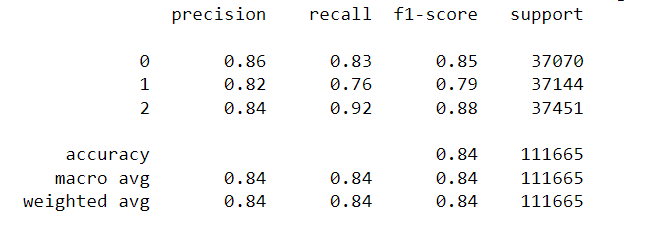 precision recall f1-score support
0 0.86 0.83 0.85 37070
1 0.82 0.76 0.79 37144
2 0.84 0.92 0.88 37451
accuracy 0.84 111665
macro avg 0.84 0.84 0.84 111665
weighted avg 0.84 0.84 0.84 111665